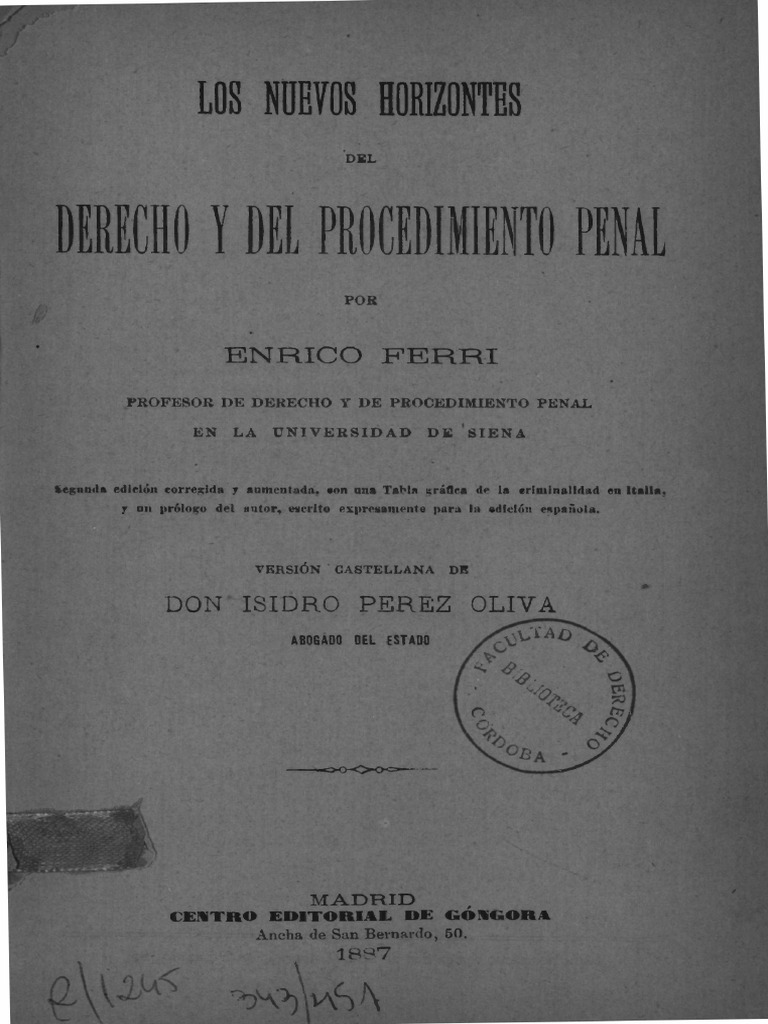 LOS NUEVOS HORIZONTES
DEL
DERECHO Y DEL PROCEDIMIENTO PENAL
POR
ENRICO FERRI
PROFESOR DE DERECHO Y DE PROCEDIMIENTO PENAL
EN LA UNIVERSIDAD DE SIENA
Segunda edición corregida y aumentada, con una Tabla gráfica de la criminalidad en Italia,
y un prólogo del autor, escrito expresamente para la edición española.
VERSIÓN CASTELLANA DE
DON ISIDRO PEREZ OLIVA
ABOGADO DEL ESTADO
FACULTAD DE DERECHO
BIBLIOTECA
CORDOBA
MADRID
CENTRO EDITORIAL DE GÓNGORA
Ancha de San Bernardo, 50.
1887
R/1245